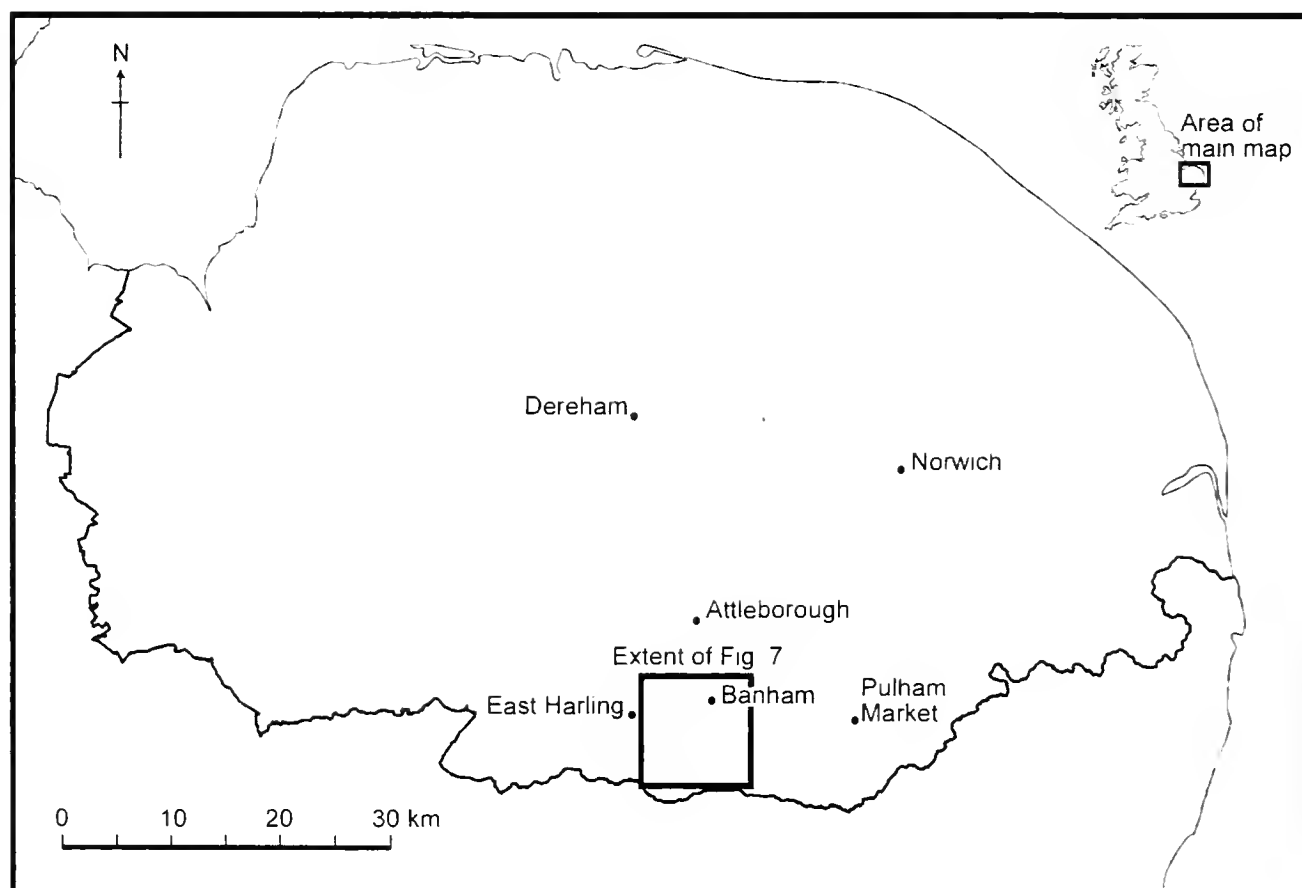 N
Area of
main map
Dereham
Norwich
Attleborough
Extent of Fig 7
Banham
East Harling
Pulham
Market
0 10 20 30 km